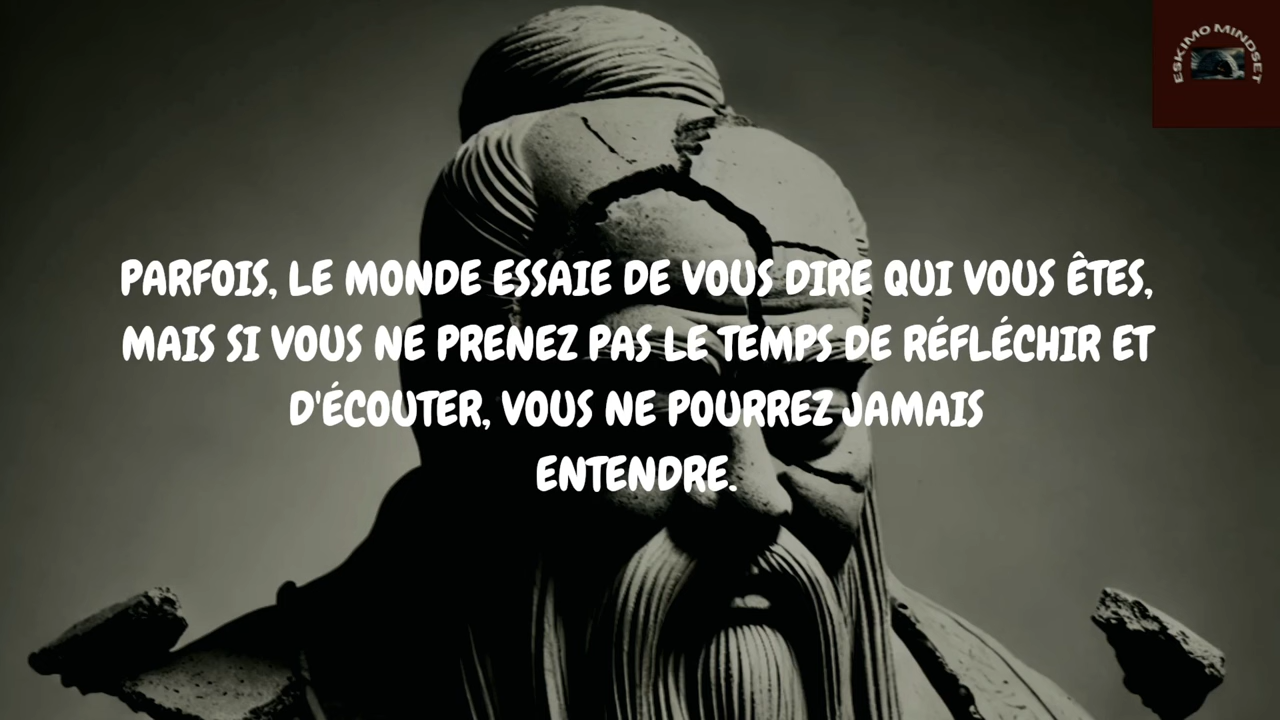 ESKIMO MINDSET
PARFOIS, LE MONDE ESSAIE DE VOUS DIRE QUI VOUS ÊTES,
MAIS SI VOUS NE PRENEZ PAS LE TEMPS DE RÉFLÉCHIR ET
D'ÉCOUTER, VOUS NE POURREZ JAMAIS
ENTENDRE.